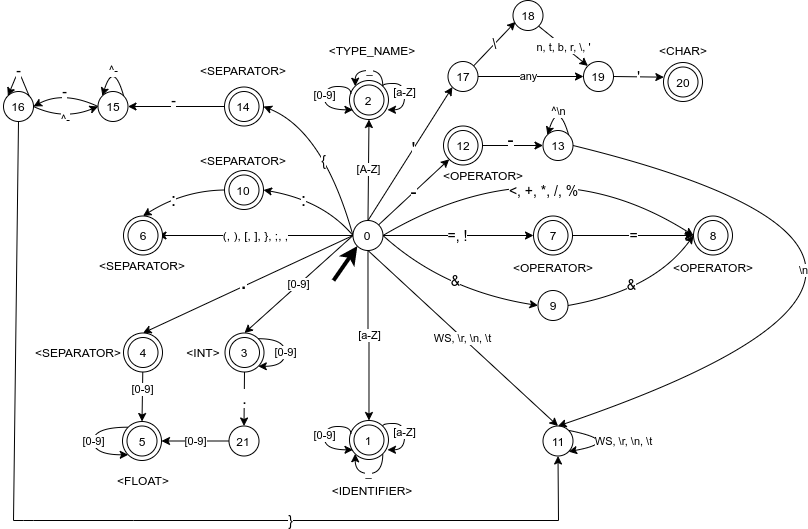 18
\
n, t, b, r, \, '
17
any
19
'
20
<CHAR>
<TYPE_NAME>
_
[0-9]
2
[a-Z]
[A-Z]
<SEPARATOR>
-
^-
16
-
^-
15
-
14
{
'
^\n
12
-
13
<OPERATOR>
-
\n
<SEPARATOR>
10
:
:
<, +, *, /, %
6
(, ), [, ], }, :, ,
0
=, !
7
=
8
<SEPARATOR>
<OPERATOR>
<OPERATOR>
&
9
&
.
[0-9]
[a-Z]
WS, \r, \n, \t
<SEPARATOR>
4
<INT>
3
[0-9]
[0-9]
.
[0-9]
5
[0-9]
21
[0-9]
1
[a-Z]
_
11
WS, \r, \n, \t
<FLOAT>
<IDENTIFIER>
}